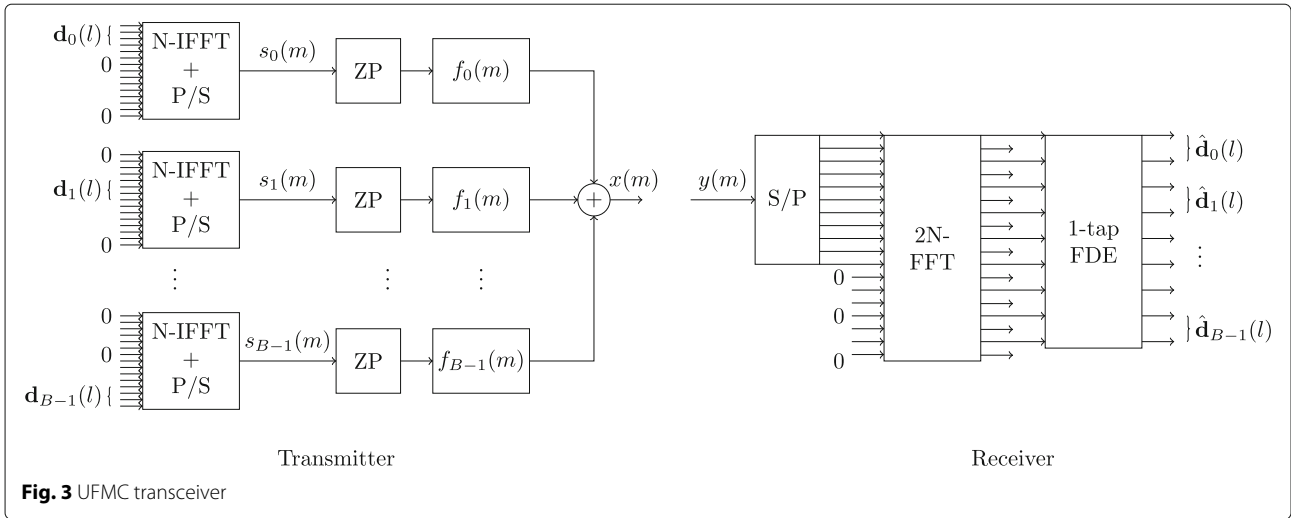 d₀(l) {
0
0
N-IFFT
+
P/S
s₀(m)
ZP
f₀(m)
0
d₁(l) {
0
N-IFFT
+
P/S
s₁(m)
ZP
f₁(m)
+
x(m)
⋮ ⋮ ⋮
0
0
d_{B−1}(l) {
N-IFFT
+
P/S
s_{B−1}(m)
ZP
f_{B−1}(m)
Transmitter
y(m)
S/P
0
0
0
2N-
FFT
1-tap
FDE
} d̂₀(l)
} d̂₁(l)
⋮
} d̂_{B−1}(l)
Receiver
Fig. 3 UFMC transceiver